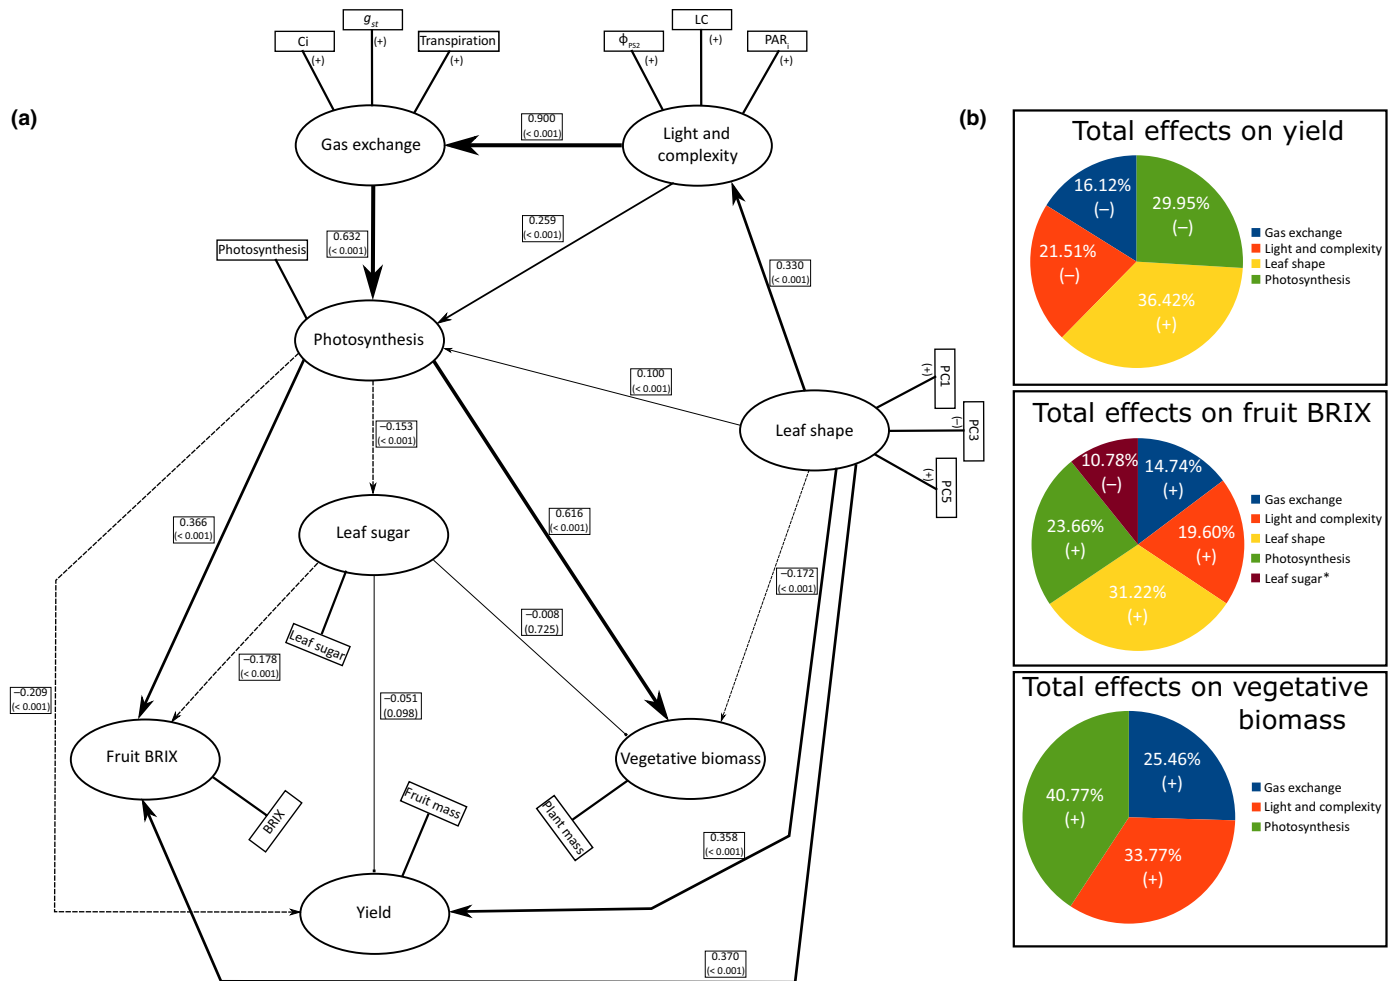 (a)
Ci
(+)
g_st
(+)
Transpiration
(+)
ϕ_PS2
(+)
LC
(+)
PAR_i
(+)
Gas exchange
0.900
(< 0.001)
Light and
complexity
0.632
(< 0.001)
0.259
(< 0.001)
0.330
(< 0.001)
Photosynthesis
Photosynthesis
0.100
(< 0.001)
Leaf shape
PC1
(+)
PC3
(−)
PC5
(+)
−0.153
(< 0.001)
0.366
(< 0.001)
Leaf sugar
0.616
(< 0.001)
−0.172
(< 0.001)
−0.008
(0.725)
Leaf sugar
−0.178
(< 0.001)
−0.209
(< 0.001)
−0.051
(0.098)
Fruit BRIX
BRIX
Vegetative biomass
Plant mass
Fruit mass
0.358
(< 0.001)
Yield
0.370
(< 0.001)
(b)
Total effects on yield
16.12%
(−)
29.95%
(−)
21.51%
(−)
36.42%
(+)
Gas exchange
Light and complexity
Leaf shape
Photosynthesis
Total effects on fruit BRIX
10.78%
(−)
14.74%
(+)
23.66%
(+)
19.60%
(+)
31.22%
(+)
Gas exchange
Light and complexity
Leaf shape
Photosynthesis
Leaf sugar*
Total effects on vegetative
biomass
25.46%
(+)
40.77%
(+)
33.77%
(+)
Gas exchange
Light and complexity
Photosynthesis